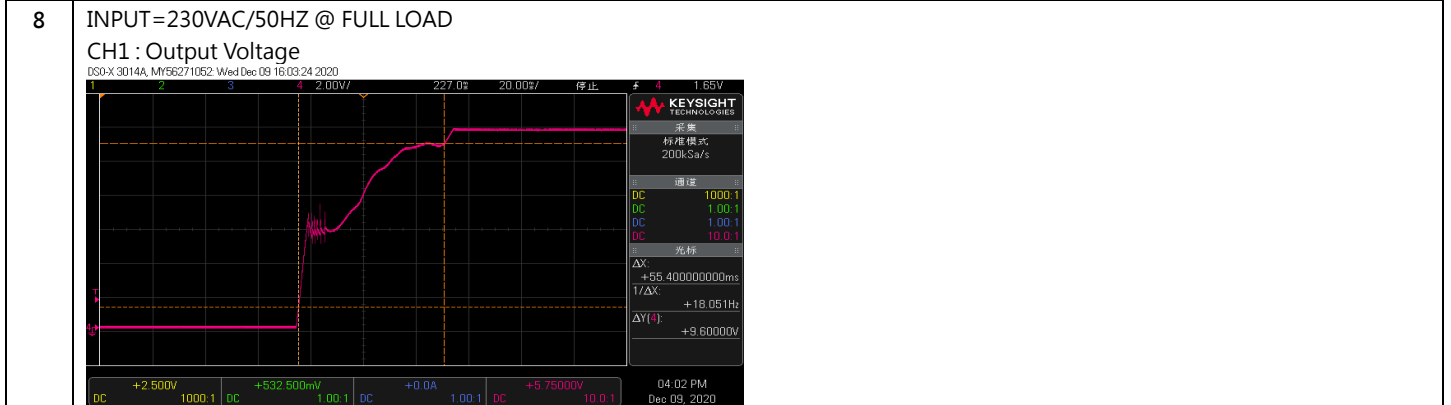 8 INPUT=230VAC/50HZ @ FULL LOAD
CH1 : Output Voltage
DSO-X 3014A, MY56271052: Wed Dec 09 16:03:24 2020
1 2 3 4 2.00V/ 227.0ms 20.00ms/ 停止 4 1.65V
KEYSIGHT
TECHNOLOGIES
采集
标准模式
200kSa/s
通道
DC 1000:1
DC 1.00:1
DC 1.00:1
DC 10.0:1
光标
ΔX:
+55.400000000ms
1/ΔX:
+18.051Hz
ΔY(4):
+9.60000V
T
4
+2.500V +532.500mV +0.0A +5.75000V 04:02 PM
DC 1000:1 DC 1.00:1 DC 1.00:1 DC 10.0:1 Dec 09, 2020